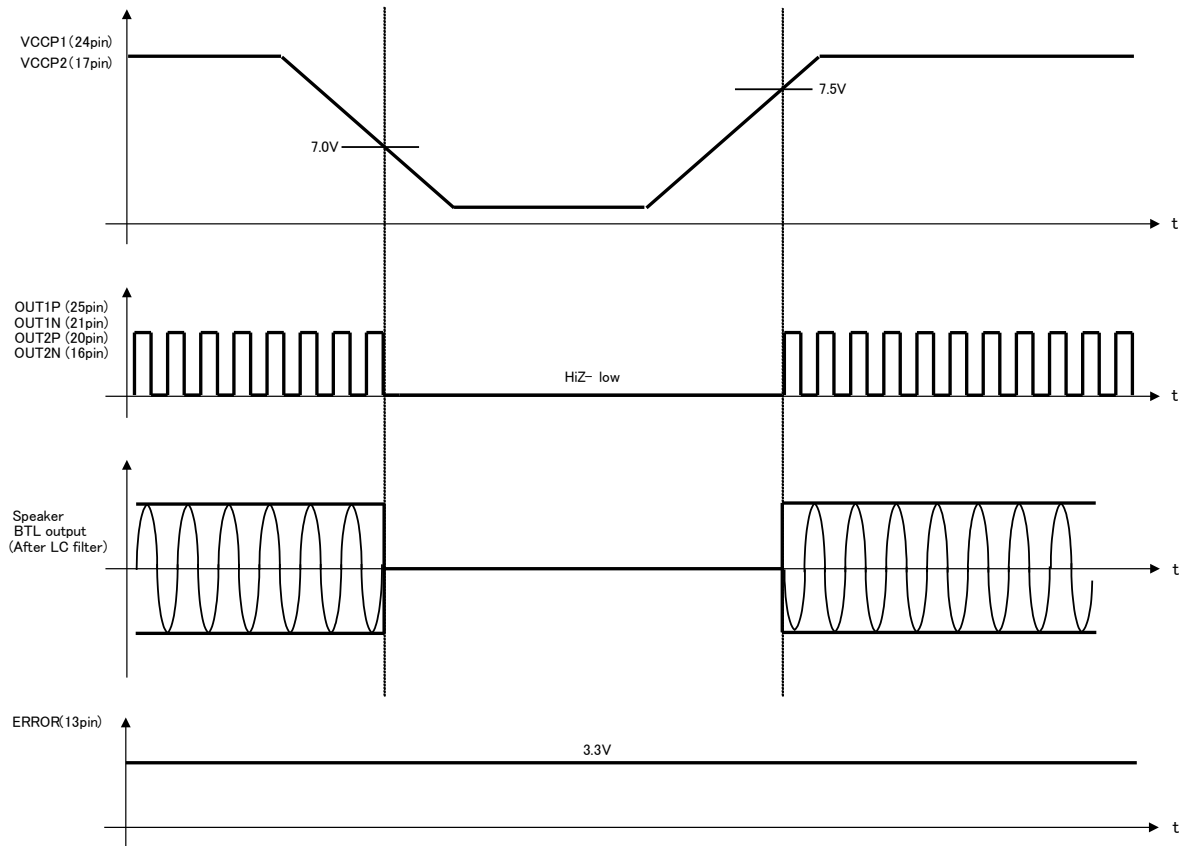 VCCP1(24pin)
VCCP2(17pin)
7.0V
7.5V
t
OUT1P (25pin)
OUT1N (21pin)
OUT2P (20pin)
OUT2N (16pin)
HiZ- low
t
Speaker
BTL output
(After LC filter)
t
ERROR(13pin)
3.3V
t